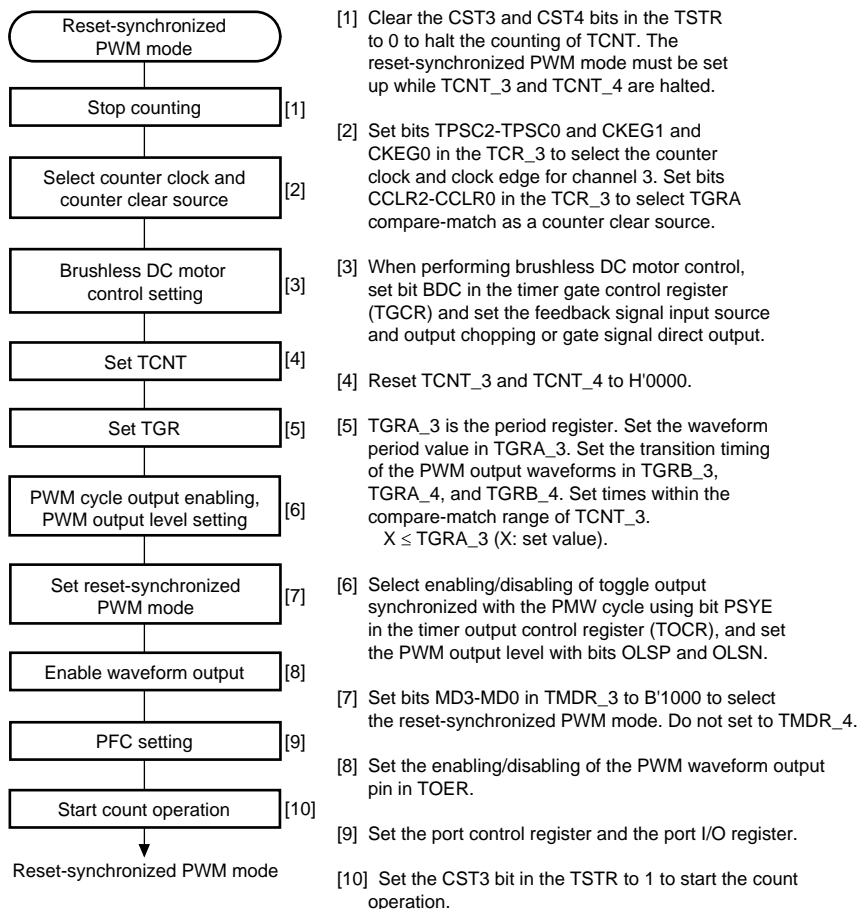 Reset-synchronized
PWM mode
Stop counting
[1]
Select counter clock and
counter clear source
[2]
Brushless DC motor
control setting
[3]
Set TCNT
[4]
Set TGR
[5]
PWM cycle output enabling,
PWM output level setting
[6]
Set reset-synchronized
PWM mode
[7]
Enable waveform output
[8]
PFC setting
[9]
Start count operation
[10]
Reset-synchronized PWM mode
[1] Clear the CST3 and CST4 bits in the TSTR
to 0 to halt the counting of TCNT. The
reset-synchronized PWM mode must be set
up while TCNT_3 and TCNT_4 are halted.
[2] Set bits TPSC2-TPSC0 and CKEG1 and
CKEG0 in the TCR_3 to select the counter
clock and clock edge for channel 3. Set bits
CCLR2-CCLR0 in the TCR_3 to select TGRA
compare-match as a counter clear source.
[3] When performing brushless DC motor control,
set bit BDC in the timer gate control register
(TGCR) and set the feedback signal input source
and output chopping or gate signal direct output.
[4] Reset TCNT_3 and TCNT_4 to H'0000.
[5] TGRA_3 is the period register. Set the waveform
period value in TGRA_3. Set the transition timing
of the PWM output waveforms in TGRB_3,
TGRA_4, and TGRB_4. Set times within the
compare-match range of TCNT_3.
X ≤ TGRA_3 (X: set value).
[6] Select enabling/disabling of toggle output
synchronized with the PMW cycle using bit PSYE
in the timer output control register (TOCR), and set
the PWM output level with bits OLSP and OLSN.
[7] Set bits MD3-MD0 in TMDR_3 to B'1000 to select
the reset-synchronized PWM mode. Do not set to TMDR_4.
[8] Set the enabling/disabling of the PWM waveform output
pin in TOER.
[9] Set the port control register and the port I/O register.
[10] Set the CST3 bit in the TSTR to 1 to start the count
operation.